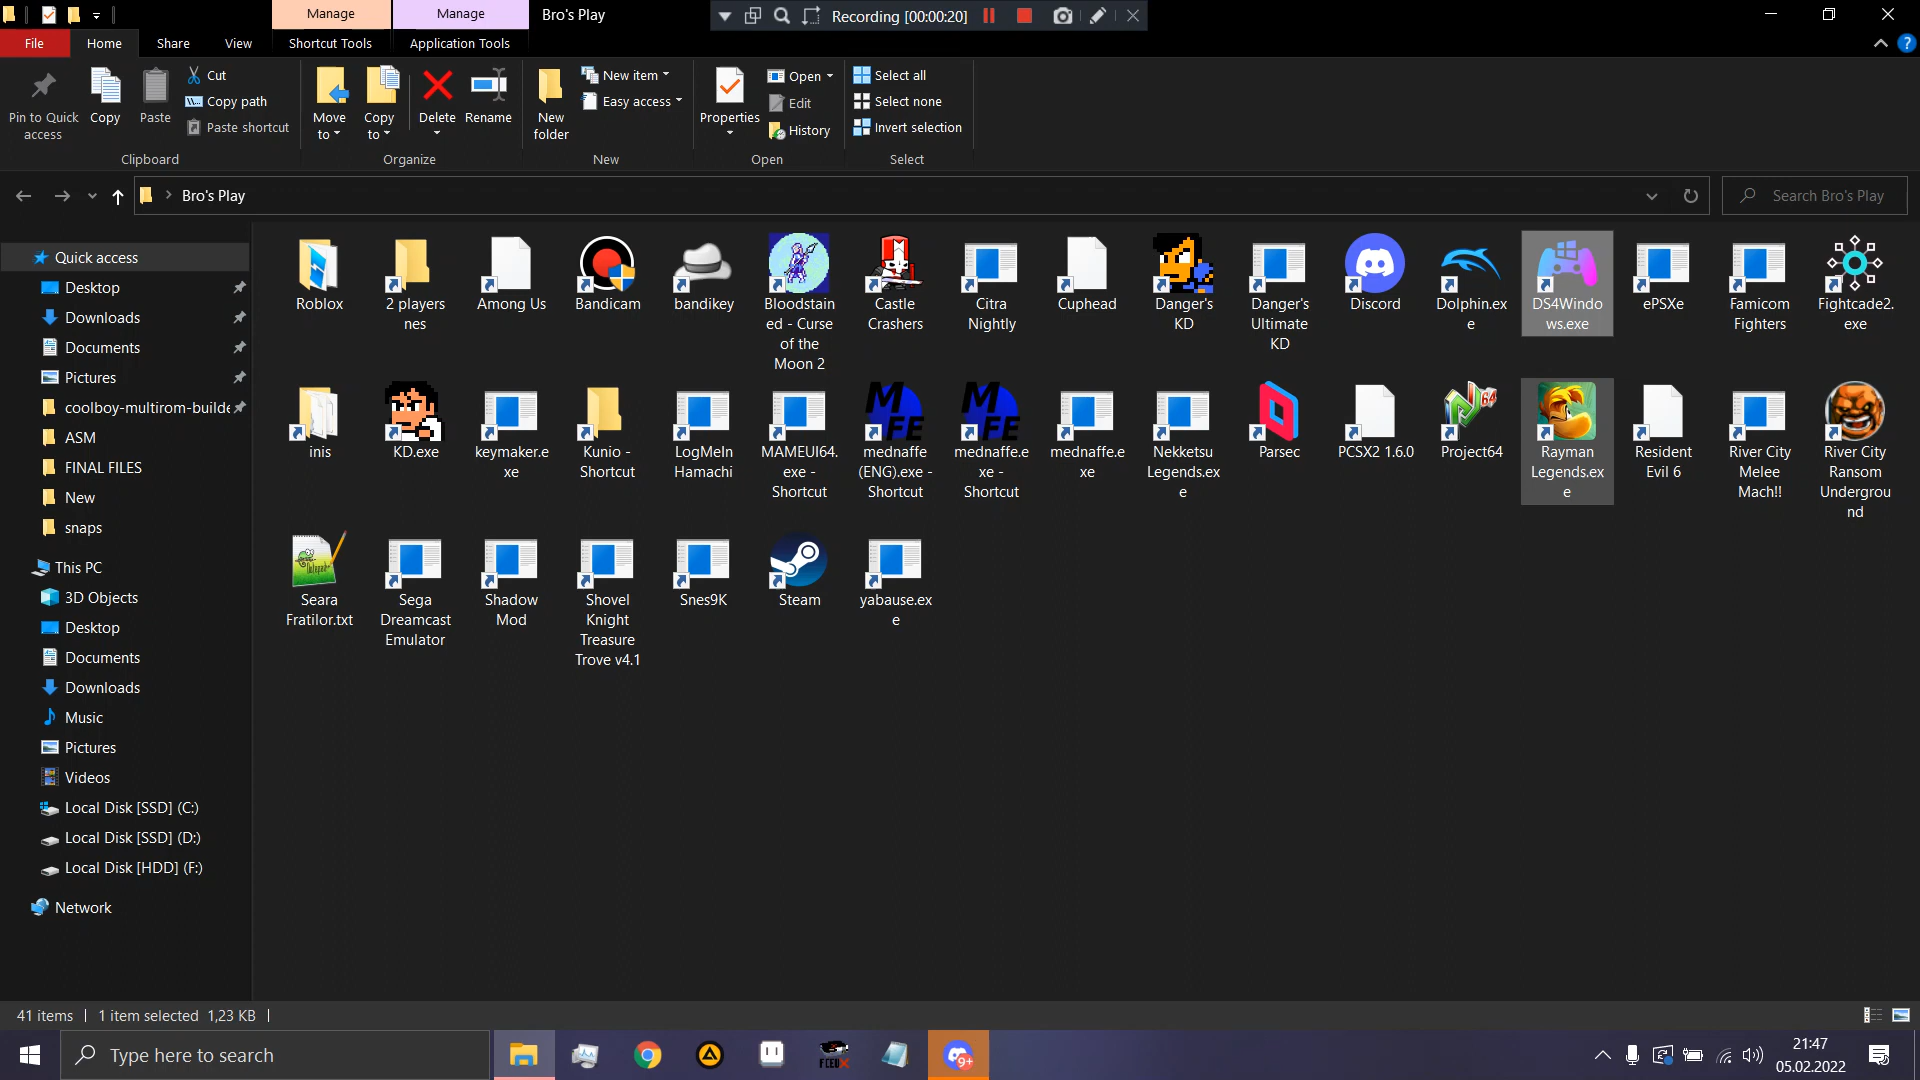 Manage
Manage
Bro's Play
Recording [00:00:20]
File
Home
Share
View
Shortcut Tools
Application Tools
Pin to Quick
access
Copy
Paste
Cut
Copy path
Paste shortcut
Clipboard
Move
to
Copy
to
Delete
Rename
Organize
New
folder
New item
Easy access
New
Properties
Open
Edit
History
Open
Select all
Select none
Invert selection
Select
Bro's Play
Search Bro's Play
Quick access
Desktop
Downloads
Documents
Pictures
coolboy-multirom-builde
ASM
FINAL FILES
New
snaps
This PC
3D Objects
Desktop
Documents
Downloads
Music
Pictures
Videos
Local Disk [SSD] (C:)
Local Disk [SSD] (D:)
Local Disk [HDD] (F:)
Network
Roblox
2 players
nes
Among Us
Bandicam
bandikey
Bloodstain
ed - Curse
of the
Moon 2
Castle
Crashers
Citra
Nightly
Cuphead
Danger's
KD
Danger's
Ultimate
KD
Discord
Dolphin.ex
e
DS4Windo
ws.exe
ePSXe
Famicom
Fighters
Fightcade2.
exe
inis
KD.exe
keymaker.e
xe
Kunio -
Shortcut
LogMeIn
Hamachi
MAMEUI64.
exe -
Shortcut
mednaffe
(ENG).exe -
Shortcut
mednaffe.e
xe -
Shortcut
mednaffe.e
xe
Nekketsu
Legends.ex
e
Parsec
PCSX2 1.6.0
64
Project64
Rayman
Legends.ex
e
Resident
Evil 6
River City
Melee
Mach!!
River City
Ransom
Undergrou
nd
Seara
Fratilor.txt
Sega
Dreamcast
Emulator
Shadow
Mod
Shovel
Knight
Treasure
Trove v4.1
Snes9K
Steam
yabause.ex
e
41 items
1 item selected 1,23 KB
Type here to search
FCEUX
9+
21:47
05.02.2022